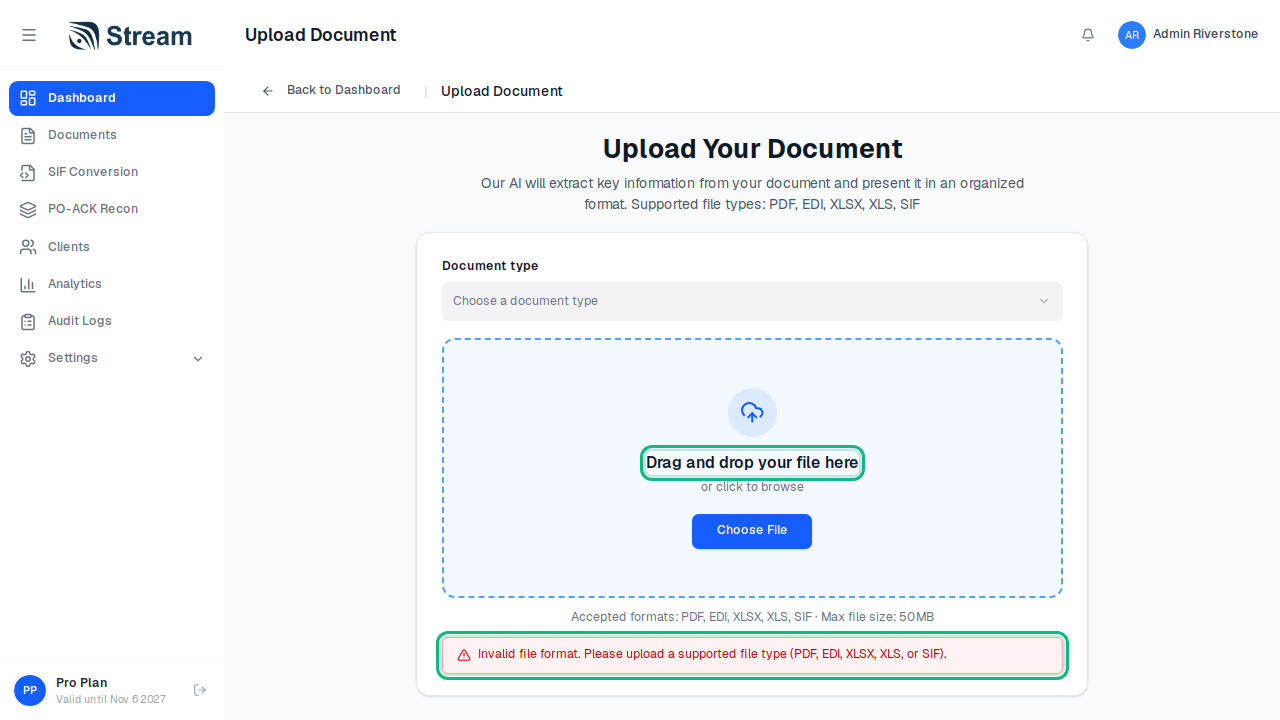 Stream
Upload Document
AR
Admin Riverstone
Back to Dashboard
Upload Document
Dashboard
Documents
SIF Conversion
PO-ACK Recon
Clients
Analytics
Audit Logs
Settings
Upload Your Document
Our AI will extract key information from your document and present it in an organized
format. Supported file types: PDF, EDI, XLSX, XLS, SIF
Document type
Choose a document type
Drag and drop your file here
or click to browse
Choose File
Accepted formats: PDF, EDI, XLSX, XLS, SIF · Max file size: 50MB
Invalid file format. Please upload a supported file type (PDF, EDI, XLSX, XLS, or SIF).
PP
Pro Plan
Valid until Nov 6 2027